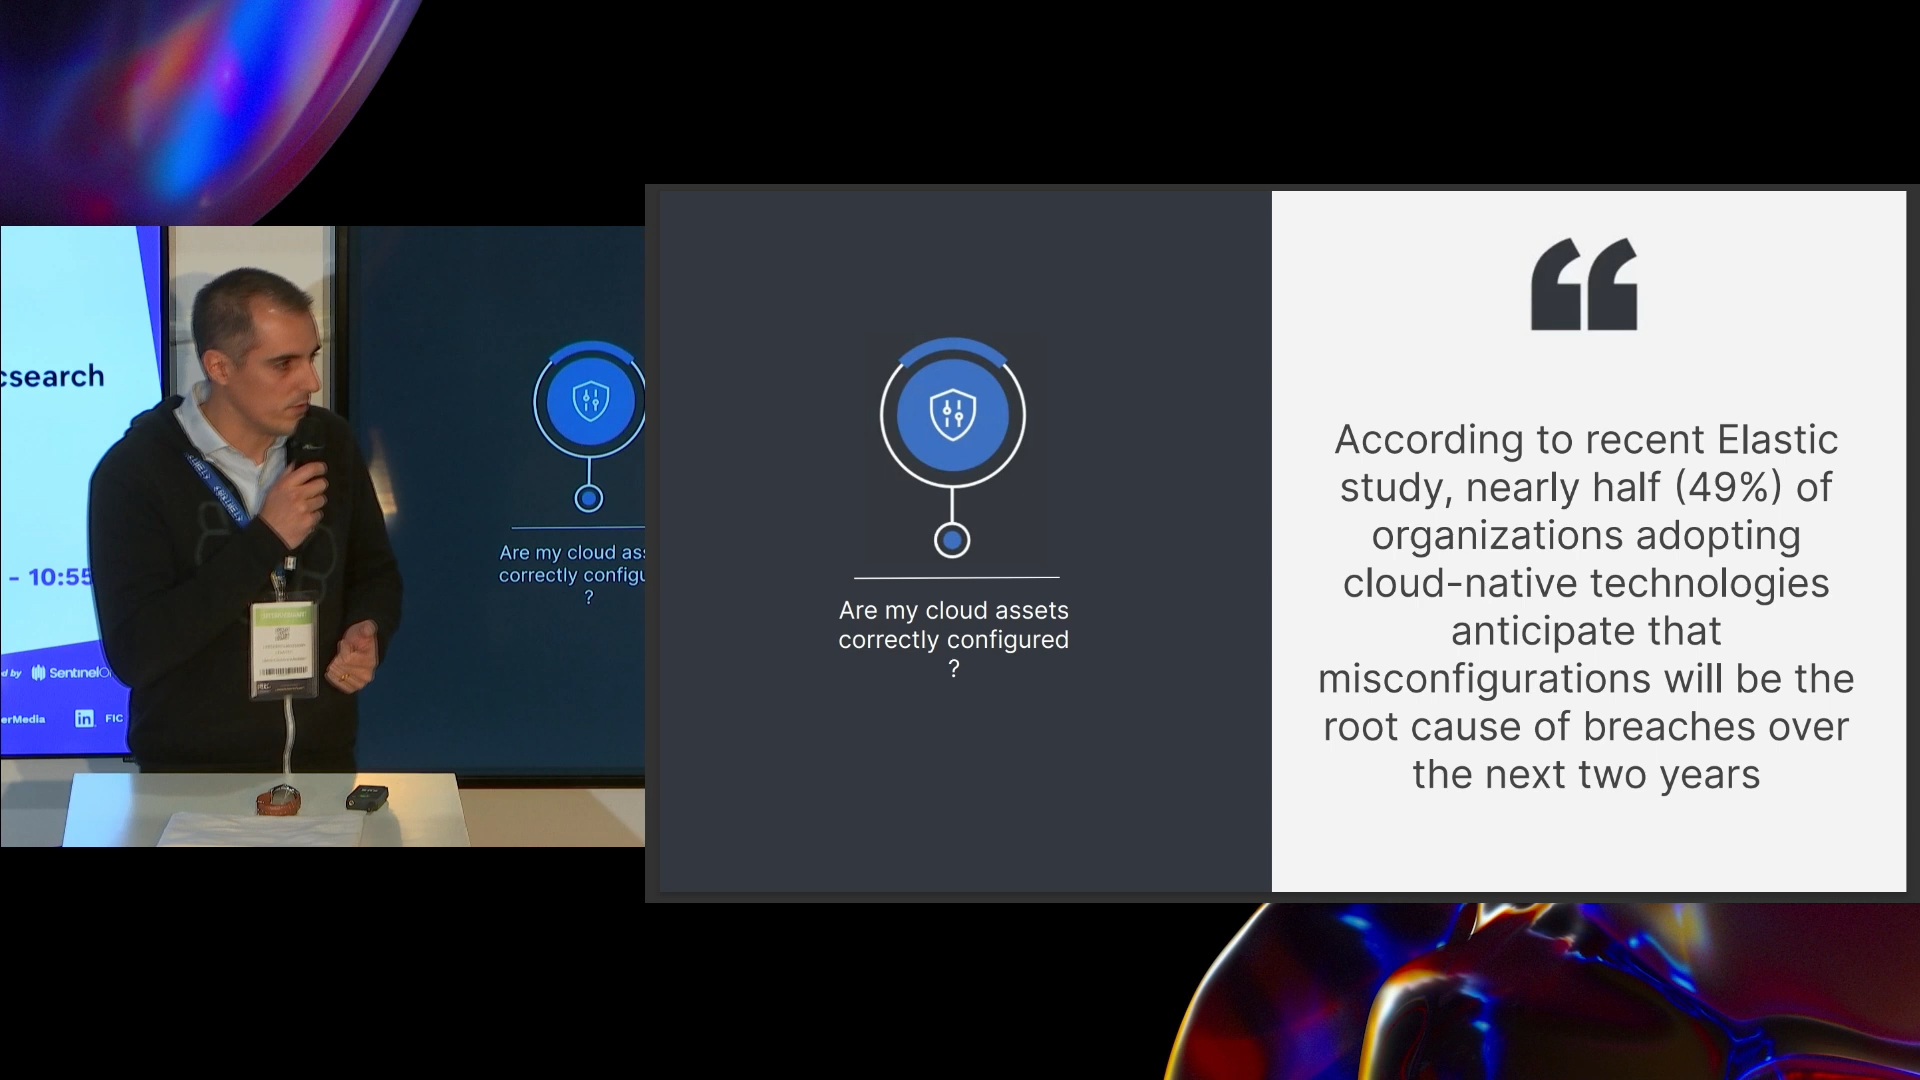 csearch
- 10:55
d by SentinelO
erMedia
in FIC
Are my cloud ass
correctly configu
?
Are my cloud assets
correctly configured
?
According to recent Elastic
study, nearly half (49%) of
organizations adopting
cloud-native technologies
anticipate that
misconfigurations will be the
root cause of breaches over
the next two years